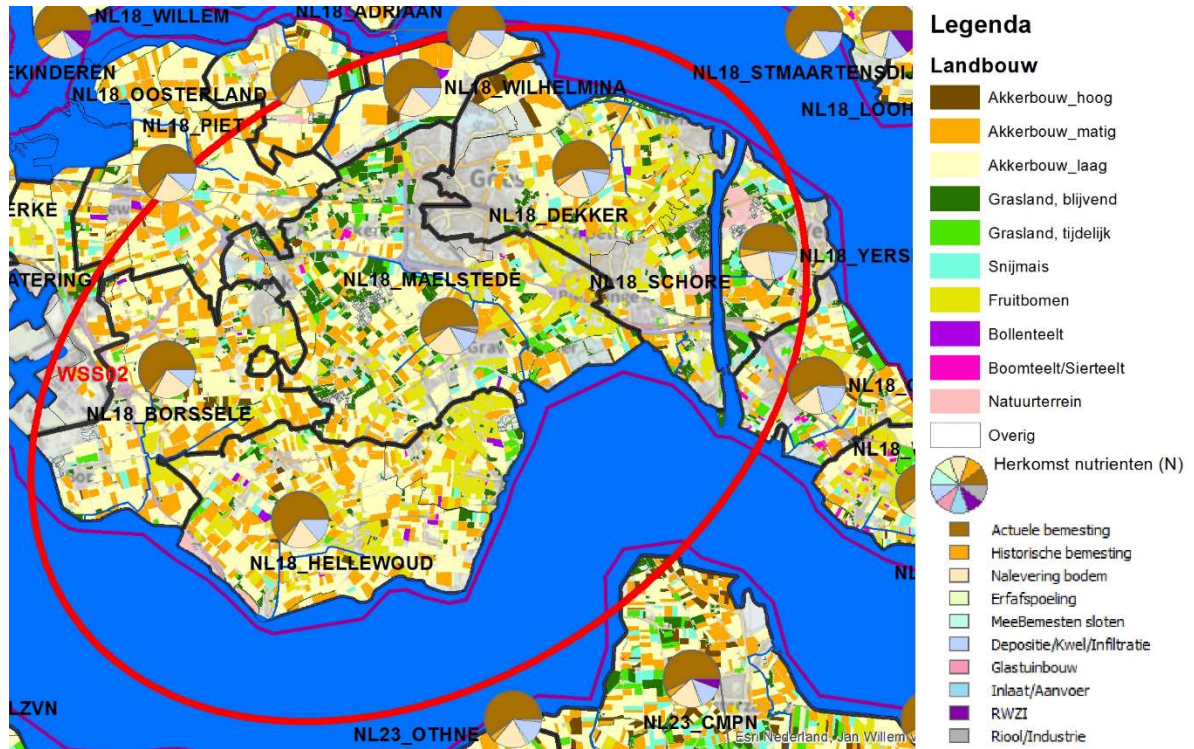 NL18_WILLEM
NL18_ADRIAAN
EKINDEREN
NL18_OOSTERLAND
NL18_WILHELMINA
NL18_STMAARTENSDIJ
NL18_LOOH
NL18_PIET
ERKE
NL18_DEKKER
NL18_YERS
ATERING
NL18_MAELSTEDE
NL18_SCHORE
WSS02
NL18_BORSSELE
NL18_
NL18_HELLEWOUD
NL
LZVN
NL23_OTHNE
NL23_CMPN
Esri Nederland, Jan Willem v
Legenda
Landbouw
Akkerbouw_hoog
Akkerbouw_matig
Akkerbouw_laag
Grasland, blijvend
Grasland, tijdelijk
Snijmais
Fruitbomen
Bollenteelt
Boomteelt/Sierteelt
Natuurterrein
Overig
Herkomst nutrienten (N)
Actuele bemesting
Historische bemesting
Nalevering bodem
Erfafspoeling
MeeBemesten sloten
Depositie/Kwel/Infiltratie
Glastuinbouw
Inlaat/Aanvoer
RWZI
Riool/Industrie